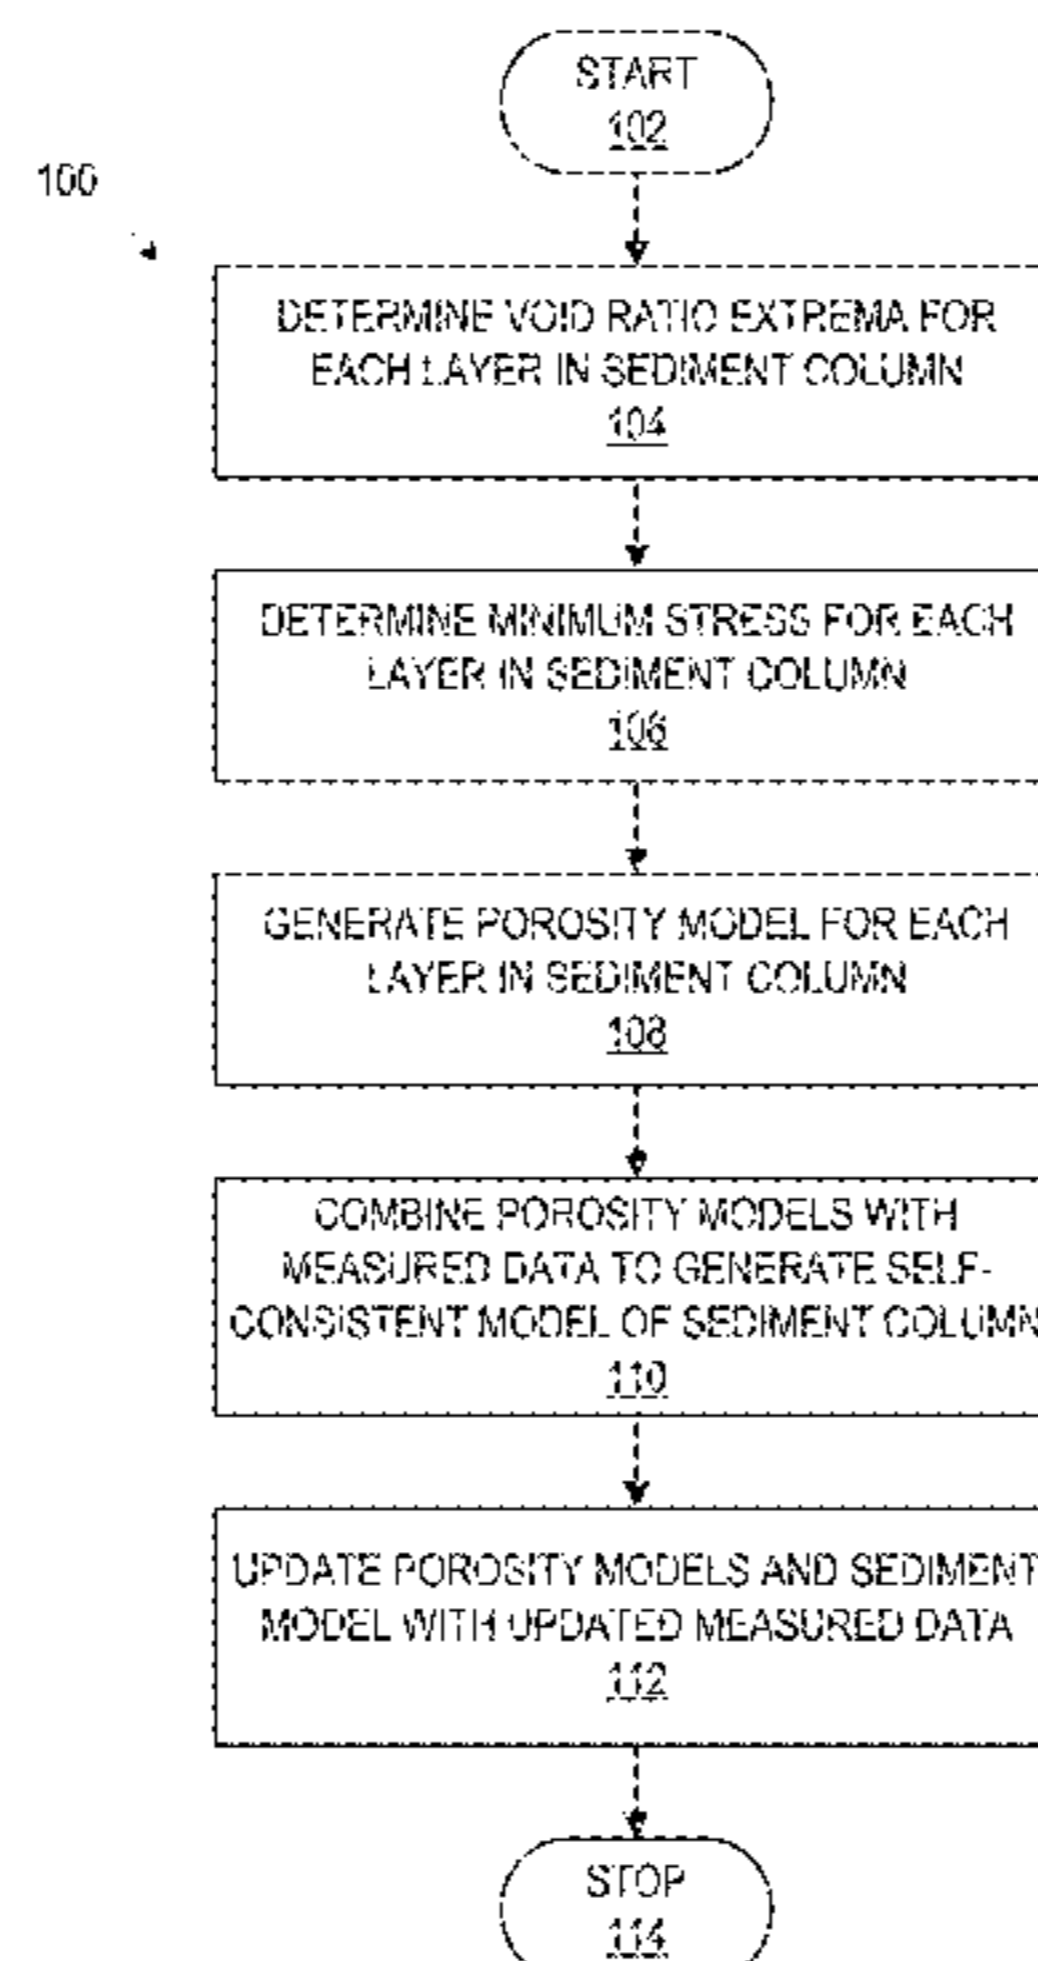 START
102
100
DETERMINE VOID RATIO EXTREMA FOR
EACH LAYER IN SEDIMENT COLUMN
104
DETERMINE MINIMUM STRESS FOR EACH
LAYER IN SEDIMENT COLUMN
106
GENERATE POROSITY MODEL FOR EACH
LAYER IN SEDIMENT COLUMN
108
COMBINE POROSITY MODELS WITH
MEASURED DATA TO GENERATE SELF-
CONSISTENT MODEL OF SEDIMENT COLUMN
110
UPDATE POROSITY MODELS AND SEDIMENT
MODEL WITH UPDATED MEASURED DATA
112
STOP
114